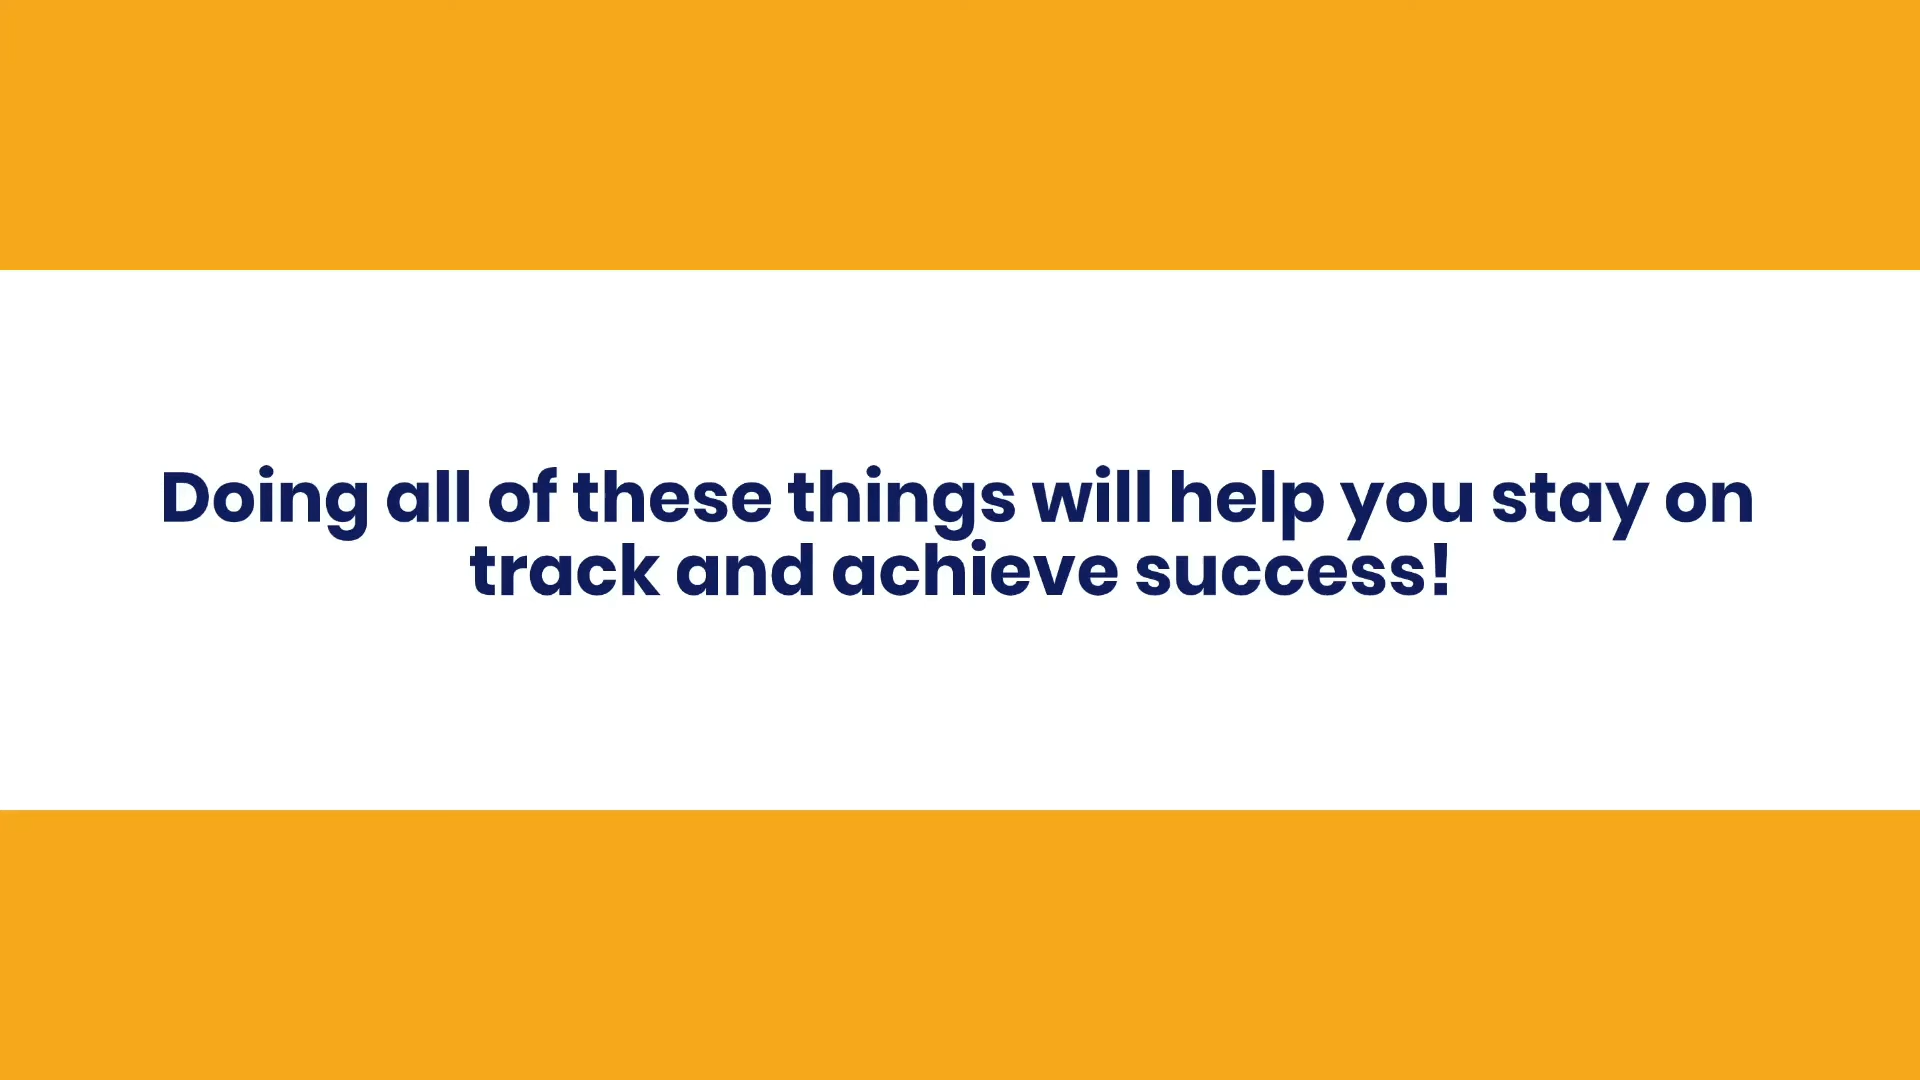 Doing all of these things will help you stay on
track and achieve success!